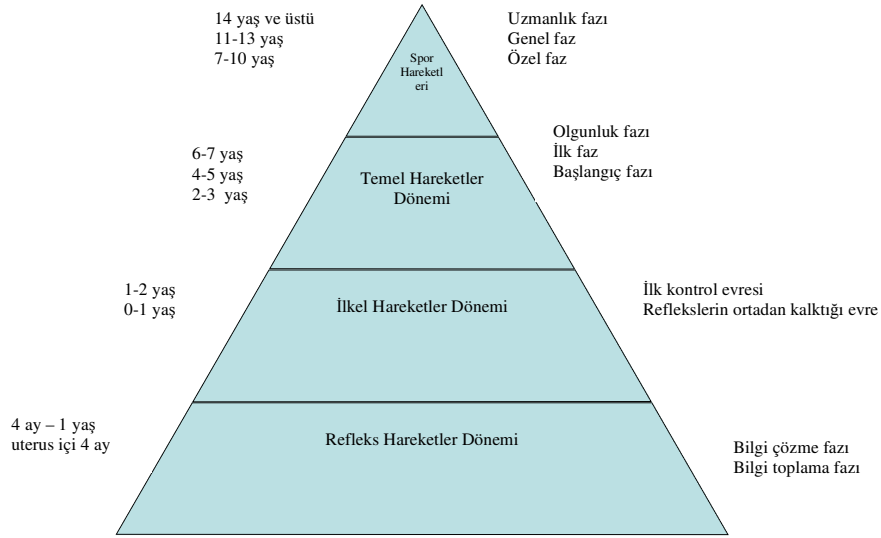 14 yaş ve üstü
11-13 yaş
7-10 yaş
Uzmanlık fazı
Genel faz
Özel faz
Spor
Hareketl
eri
6-7 yaş
4-5 yaş
2-3 yaş
Olgunluk fazı
İlk faz
Başlangıç fazı
Temel Hareketler
Dönemi
1-2 yaş
0-1 yaş
İlkel Hareketler Dönemi
İlk kontrol evresi
Reflekslerin ortadan kalktığı evre
4 ay – 1 yaş
uterus içi 4 ay
Refleks Hareketler Dönemi
Bilgi çözme fazı
Bilgi toplama fazı